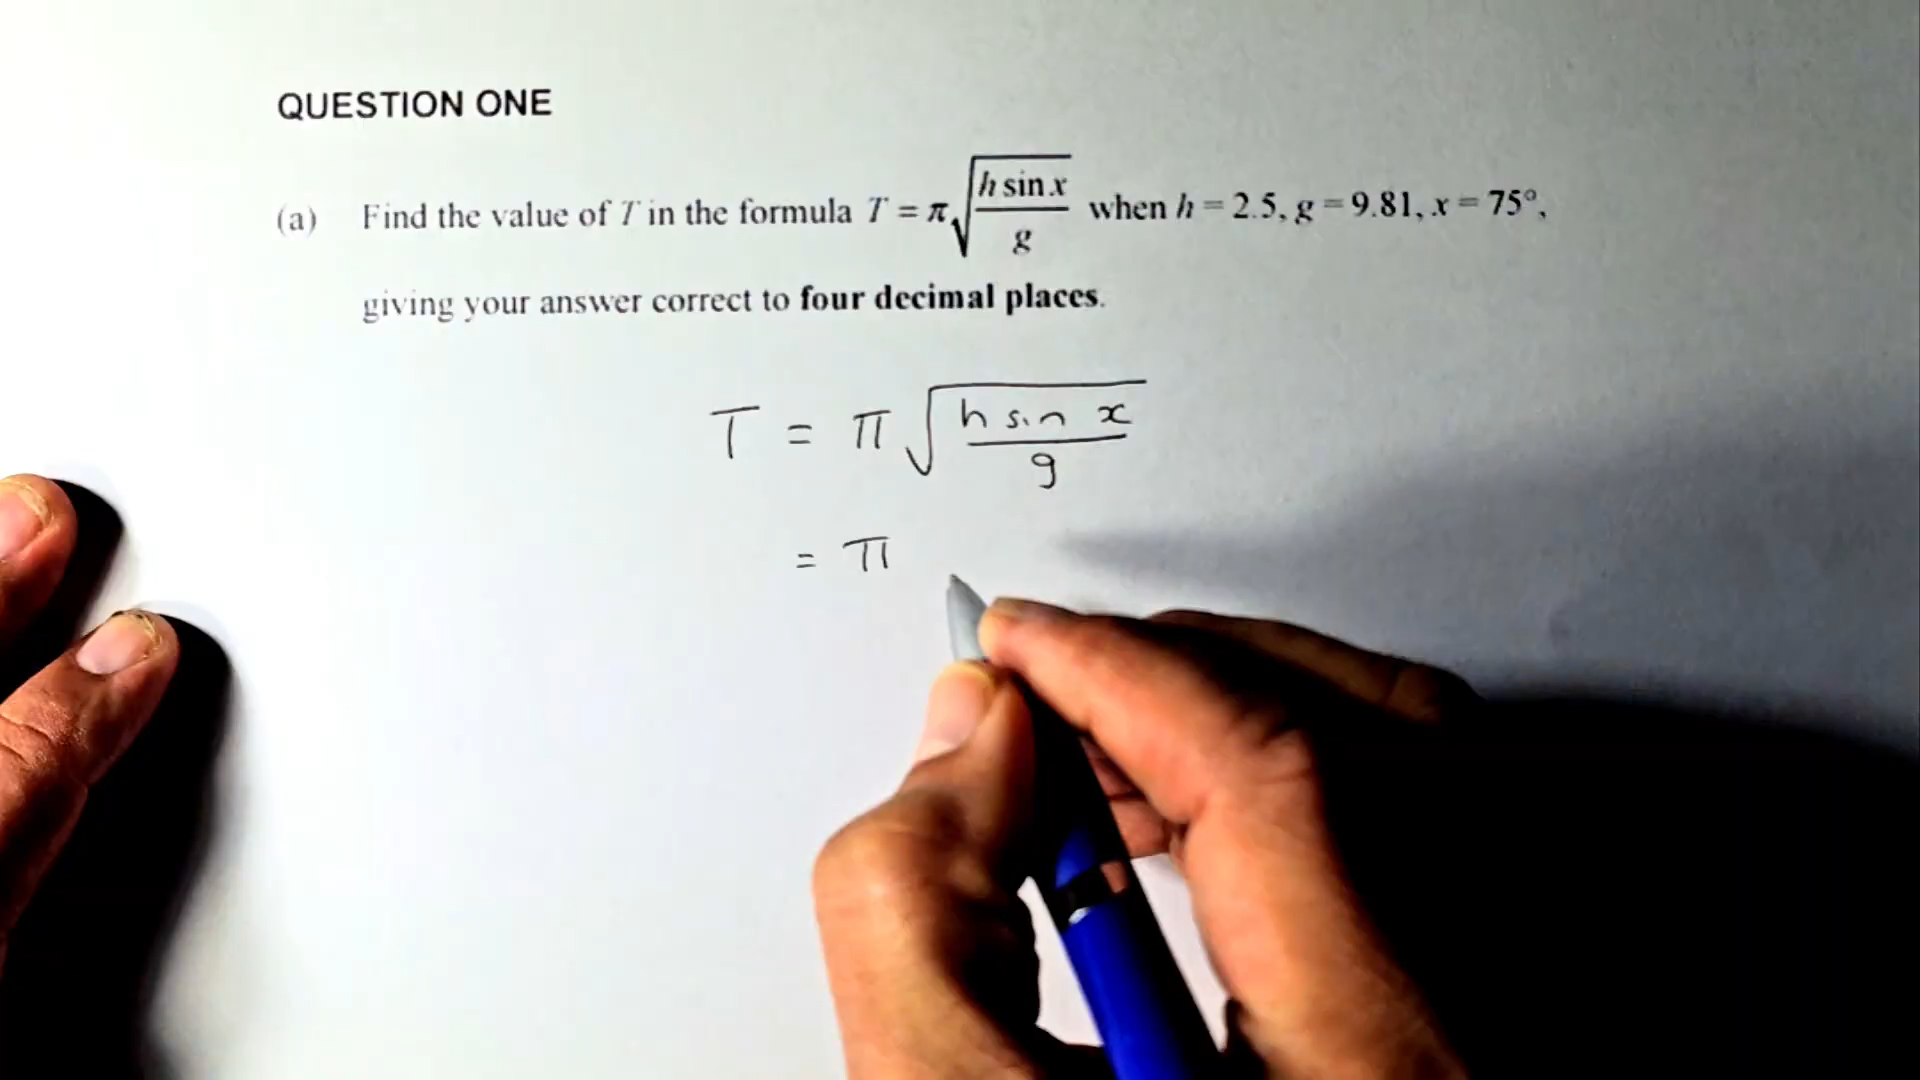 QUESTION ONE
(a) Find the value of T in the formula T = π√(h sin x / g) when h = 2.5, g = 9.81, x = 75°,
giving your answer correct to four decimal places.
T = π√(h sin x / g)
= π